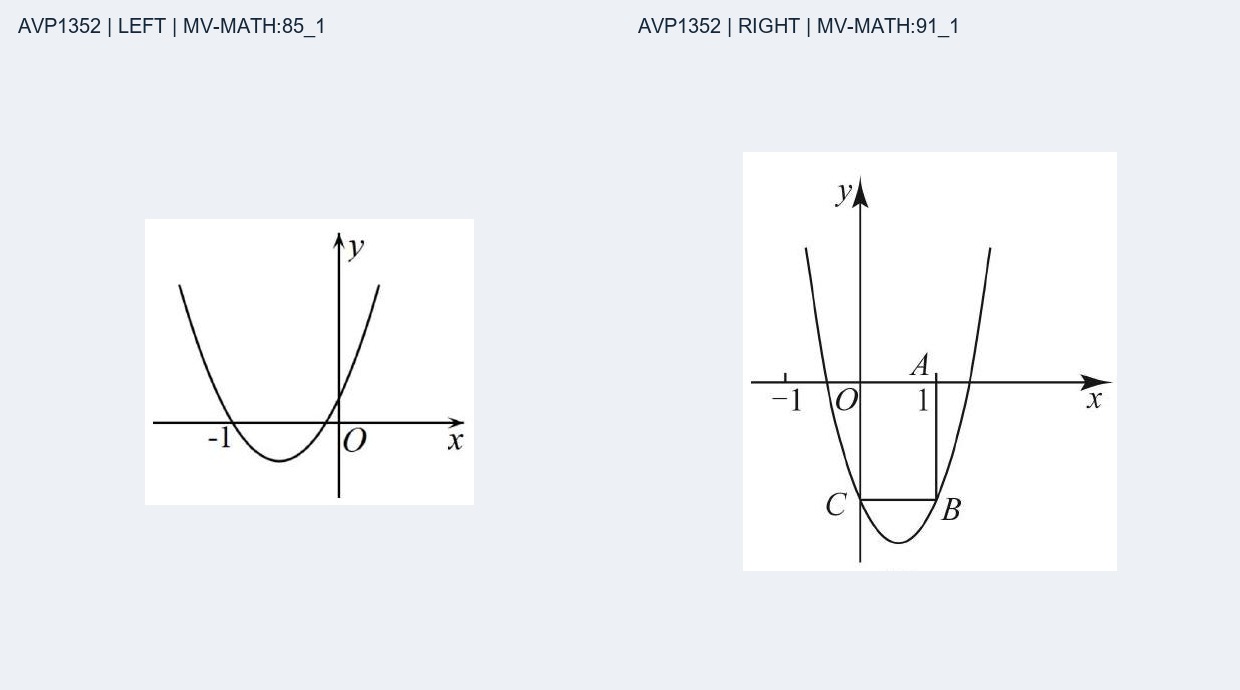 AVP1352 | LEFT | MV-MATH:85_1
AVP1352 | RIGHT | MV-MATH:91_1
y
-1
O
x
y
A
−1
O
1
x
C
B